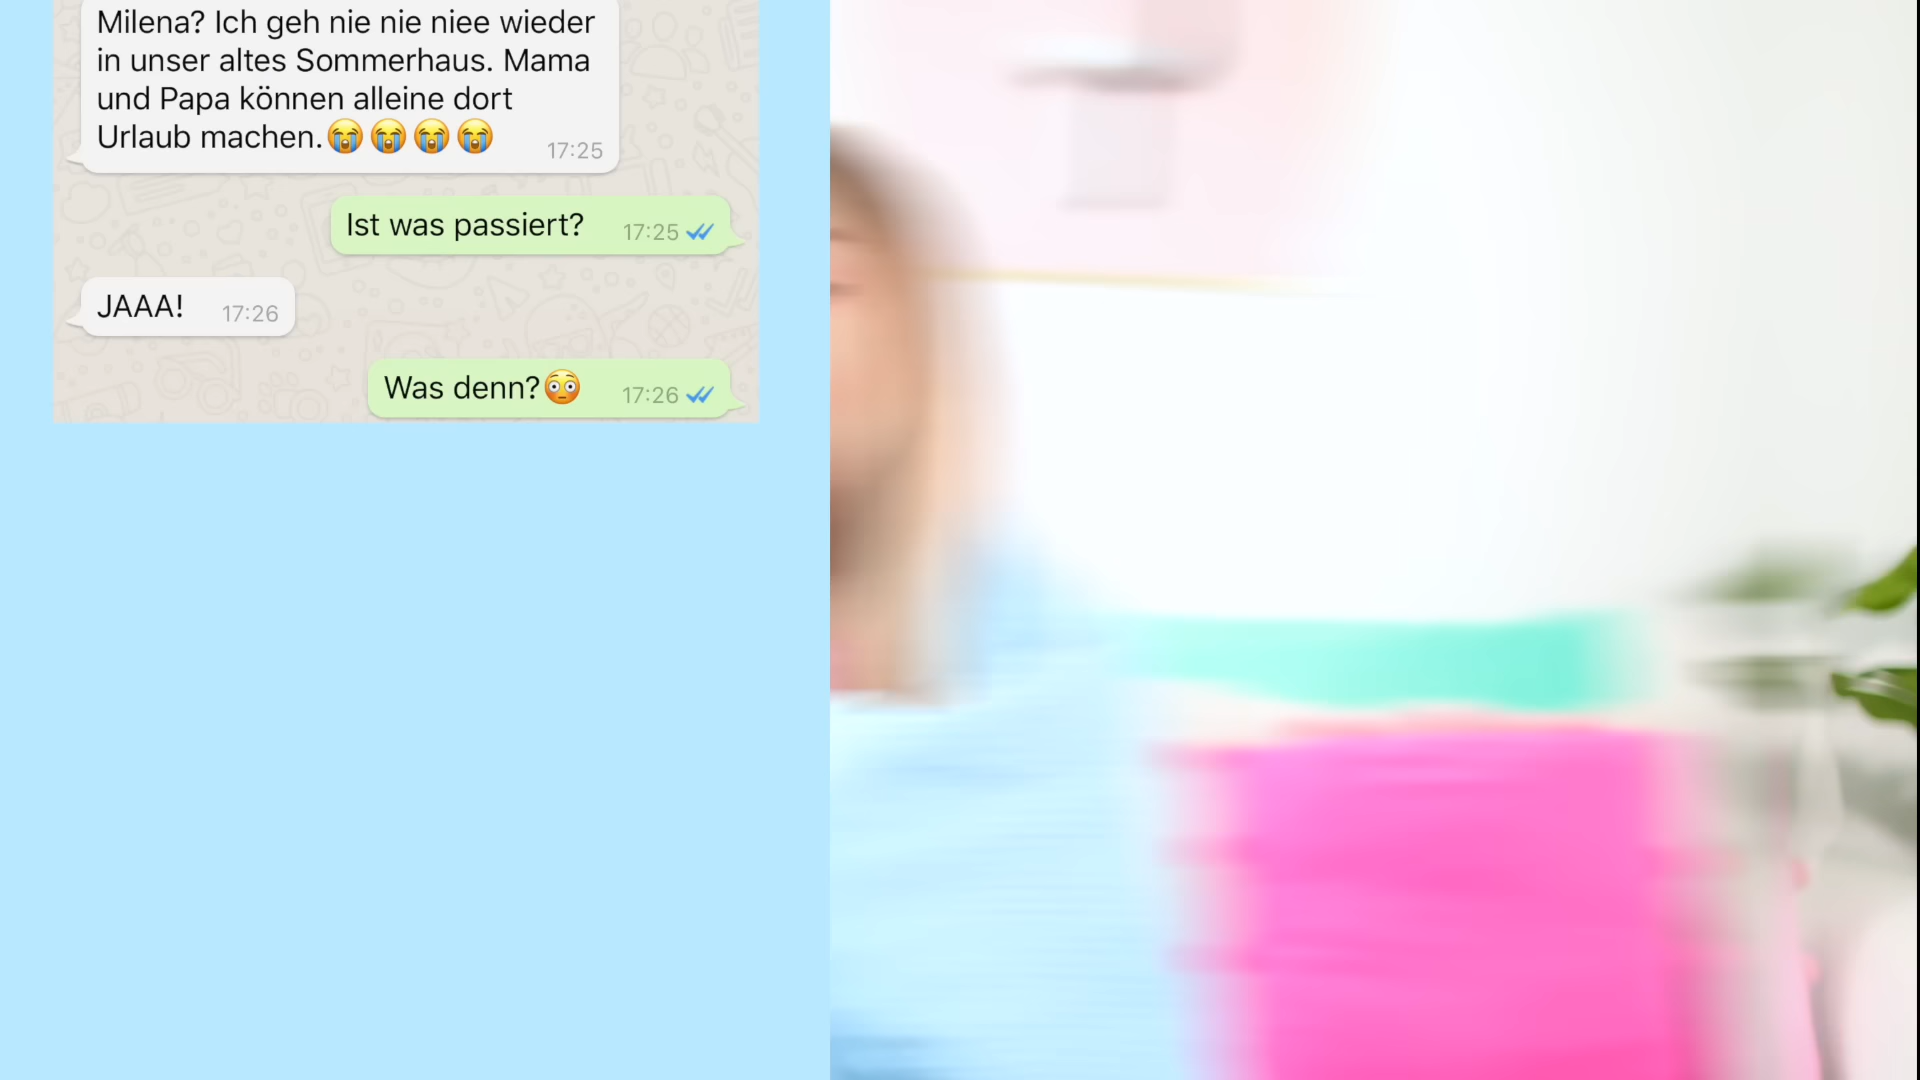 Milena? Ich geh nie nie niee wieder
in unser altes Sommerhaus. Mama
und Papa können alleine dort
Urlaub machen.😭😭😭😭 17:25
Ist was passiert? 17:25
JAAA! 17:26
Was denn?😳 17:26